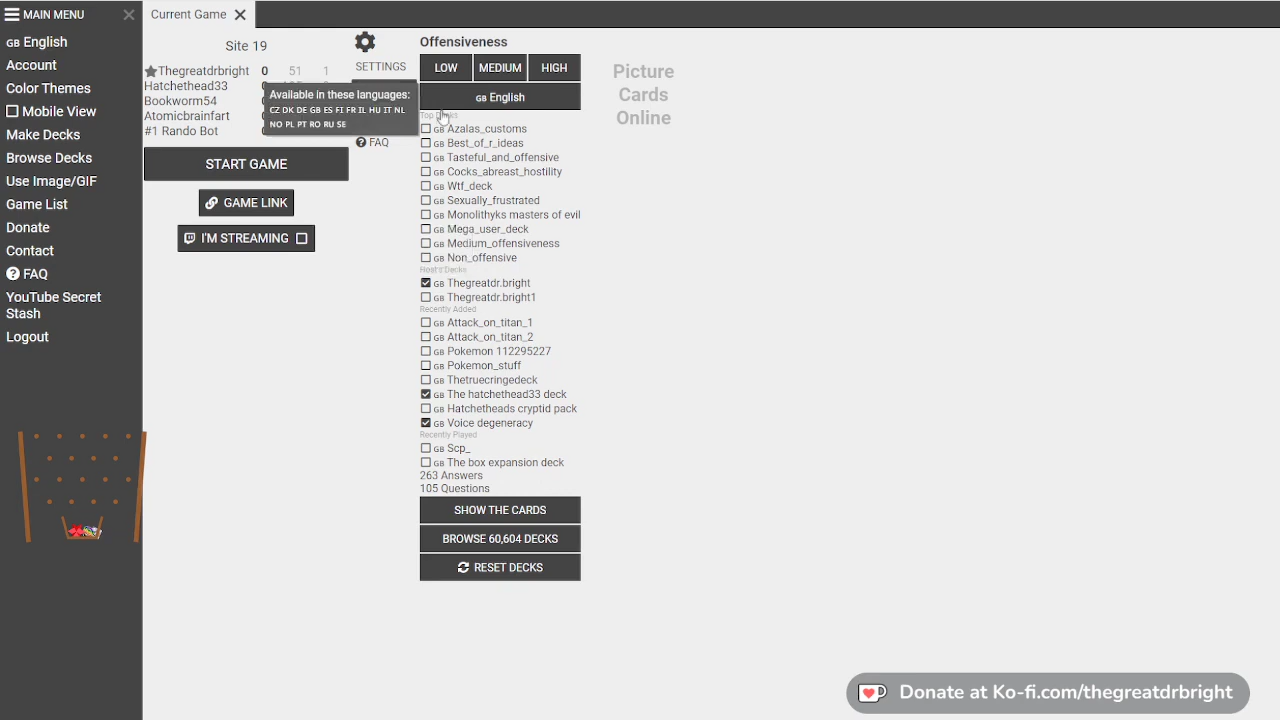 MAIN MENU
GB English
Account
Color Themes
Mobile View
Make Decks
Browse Decks
Use Image/GIF
Game List
Donate
Contact
FAQ
YouTube Secret
Stash
Logout
Current Game
Site 19
Thegreatdrbright 0 51 1
Hatchethead33 0
Bookworm54 0
Atomicbrainfart 0
#1 Rando Bot 0
START GAME
GAME LINK
I'M STREAMING
SETTINGS
Available in these languages:
CZ DK DE GB ES FI FR IL HU IT NL
NO PL PT RO RU SE
FAQ
Offensiveness
LOW MEDIUM HIGH
GB English
Top Decks
GB Azalas_customs
GB Best_of_r_ideas
GB Tasteful_and_offensive
GB Cocks_abreast_hostility
GB Wtf_deck
GB Sexually_frustrated
GB Monolithyks masters of evil
GB Mega_user_deck
GB Medium_offensiveness
GB Non_offensive
Host's Decks
GB Thegreatdr.bright
GB Thegreatdr.bright1
Recently Added
GB Attack_on_titan_1
GB Attack_on_titan_2
GB Pokemon 112295227
GB Pokemon_stuff
GB Thetruecringedeck
GB The hatchethead33 deck
GB Hatchetheads cryptid pack
GB Voice degeneracy
Recently Played
GB Scp_
GB The box expansion deck
263 Answers
105 Questions
SHOW THE CARDS
BROWSE 60,604 DECKS
RESET DECKS
Picture
Cards
Online
Donate at Ko-fi.com/thegreatdrbright